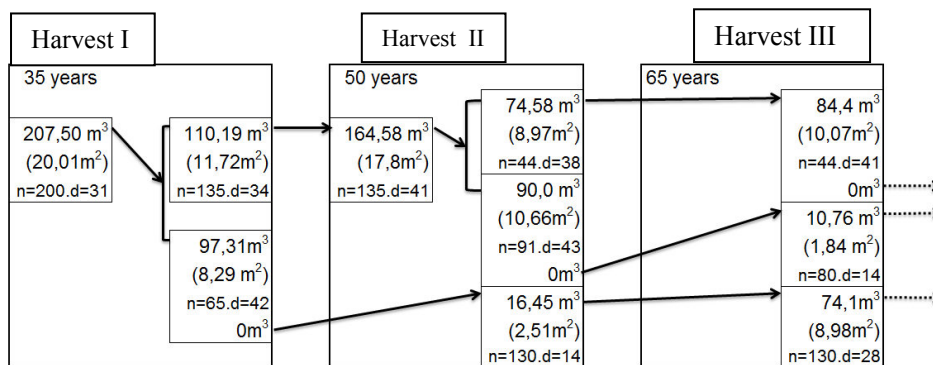 Harvest I
35 years
207,50 m³
(20,01m²)
n=200.d=31
110,19 m³
(11,72m²)
n=135.d=34
97,31m³
(8,29 m²)
n=65.d=42
0m³
Harvest II
50 years
164,58 m³
(17,8m²)
n=135.d=41
74,58 m³
(8,97m²)
n=44.d=38
90,0 m³
(10,66m²)
n=91.d=43
0m³
16,45 m³
(2,51m²)
n=130.d=14
Harvest III
65 years
84,4 m³
(10,07m²)
n=44.d=41
0m³
10,76 m³
(1,84 m²)
n=80.d=14
74,1m³
(8,98m²)
n=130.d=28